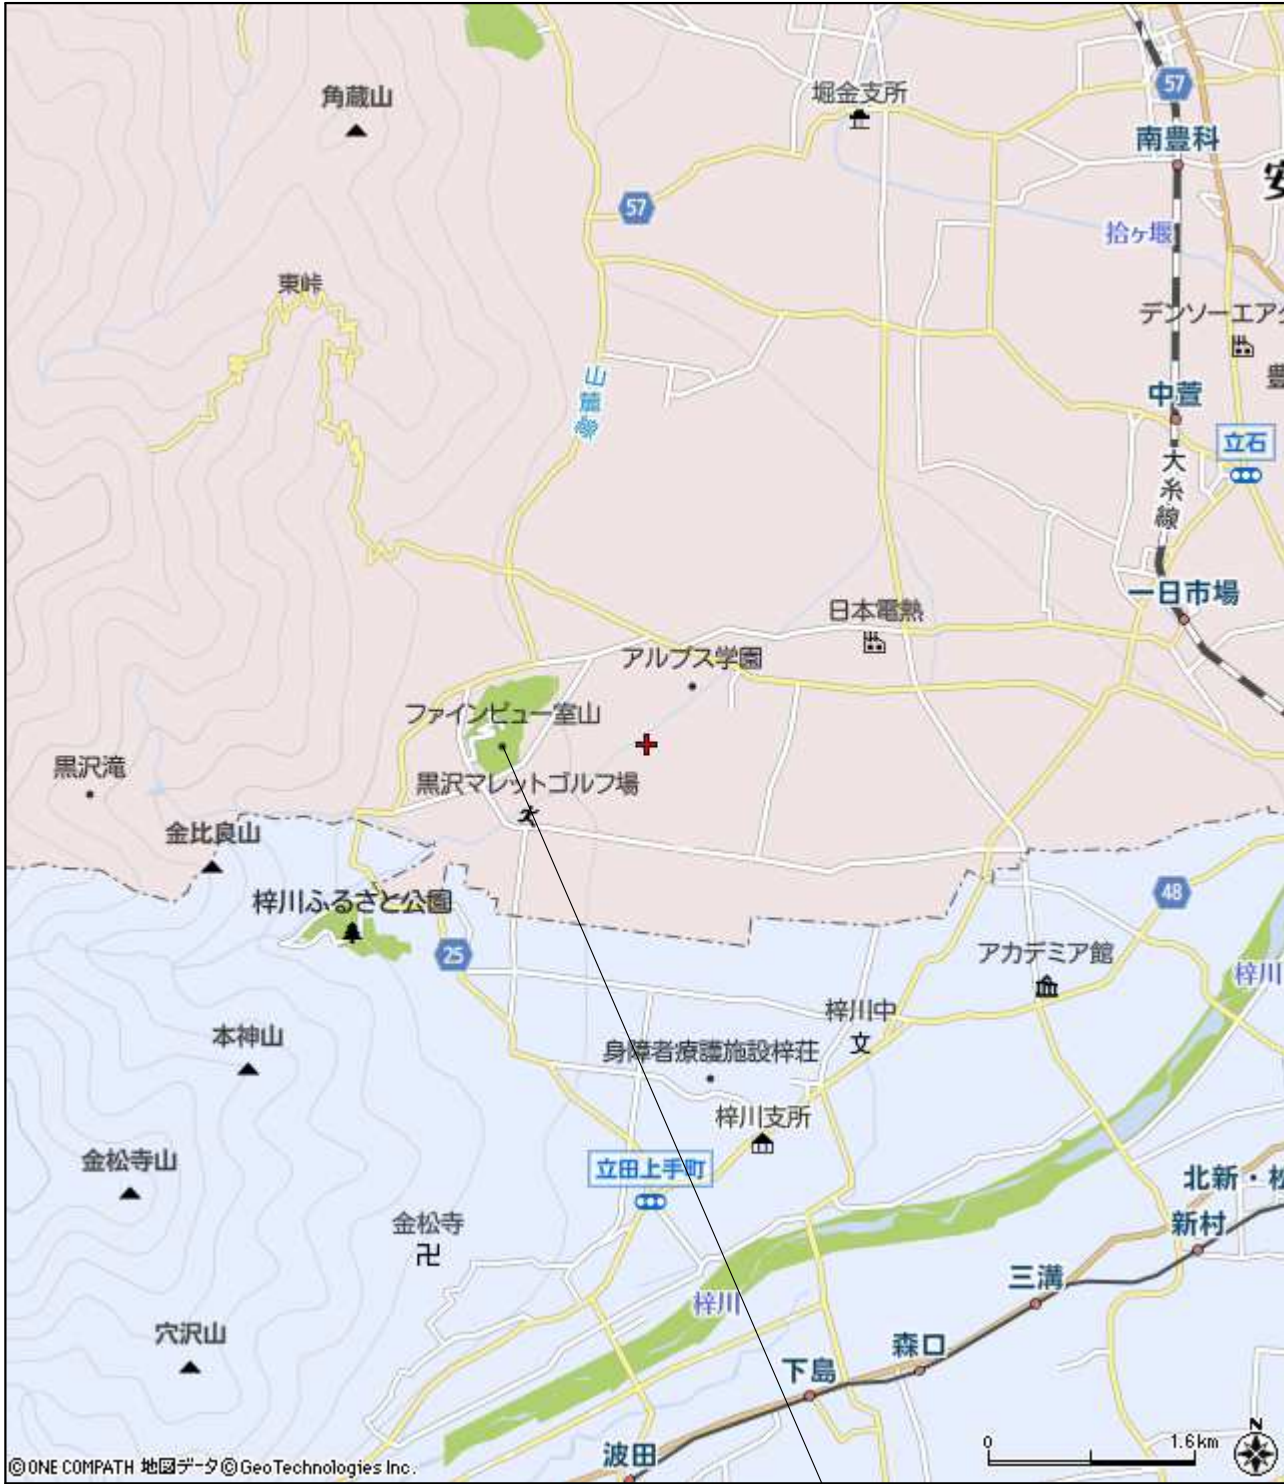 角蔵山
堀金支所
57
南豊科
安
57
拾ヶ堰
東峠
デンソーエア
豊
山麓線
中萱
立石
大糸線
一日市場
日本電熱
アルプス学園
ファインビュー室山
黒沢滝
黒沢マレットゴルフ場
金比良山
梓川ふるさと公園
48
25
アカデミア館
梓川
梓川中
文
本神山
身障者療護施設梓荘
梓川支所
金松寺山
立田上手町
北新・松
金松寺
卍
新村
三溝
梓川
穴沢山
森口
下島
波田
0
1.6km
N
©ONE COMPATH 地図データ©GeoTechnologies Inc.